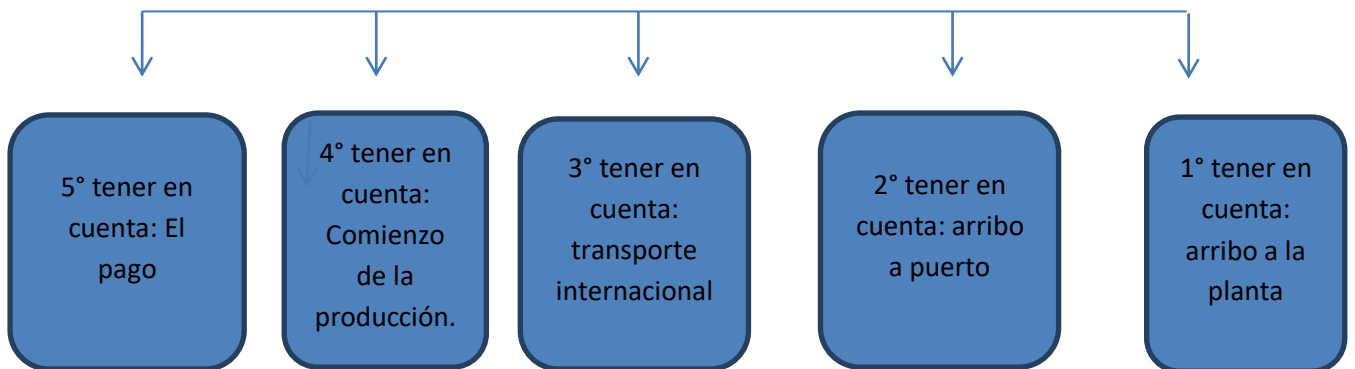 5° tener en
cuenta: El
pago
4° tener en
cuenta:
Comienzo
de la
producción.
3° tener en
cuenta:
transporte
internacional
2° tener en
cuenta: arribo
a puerto
1° tener en
cuenta:
arribo a la
planta